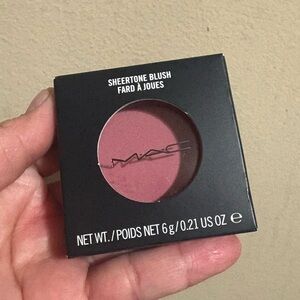 SHEERTONE BLUSH
FARD À JOUES
MAC
NET WT./POIDS NET 6 g/0.21 US OZ ℮